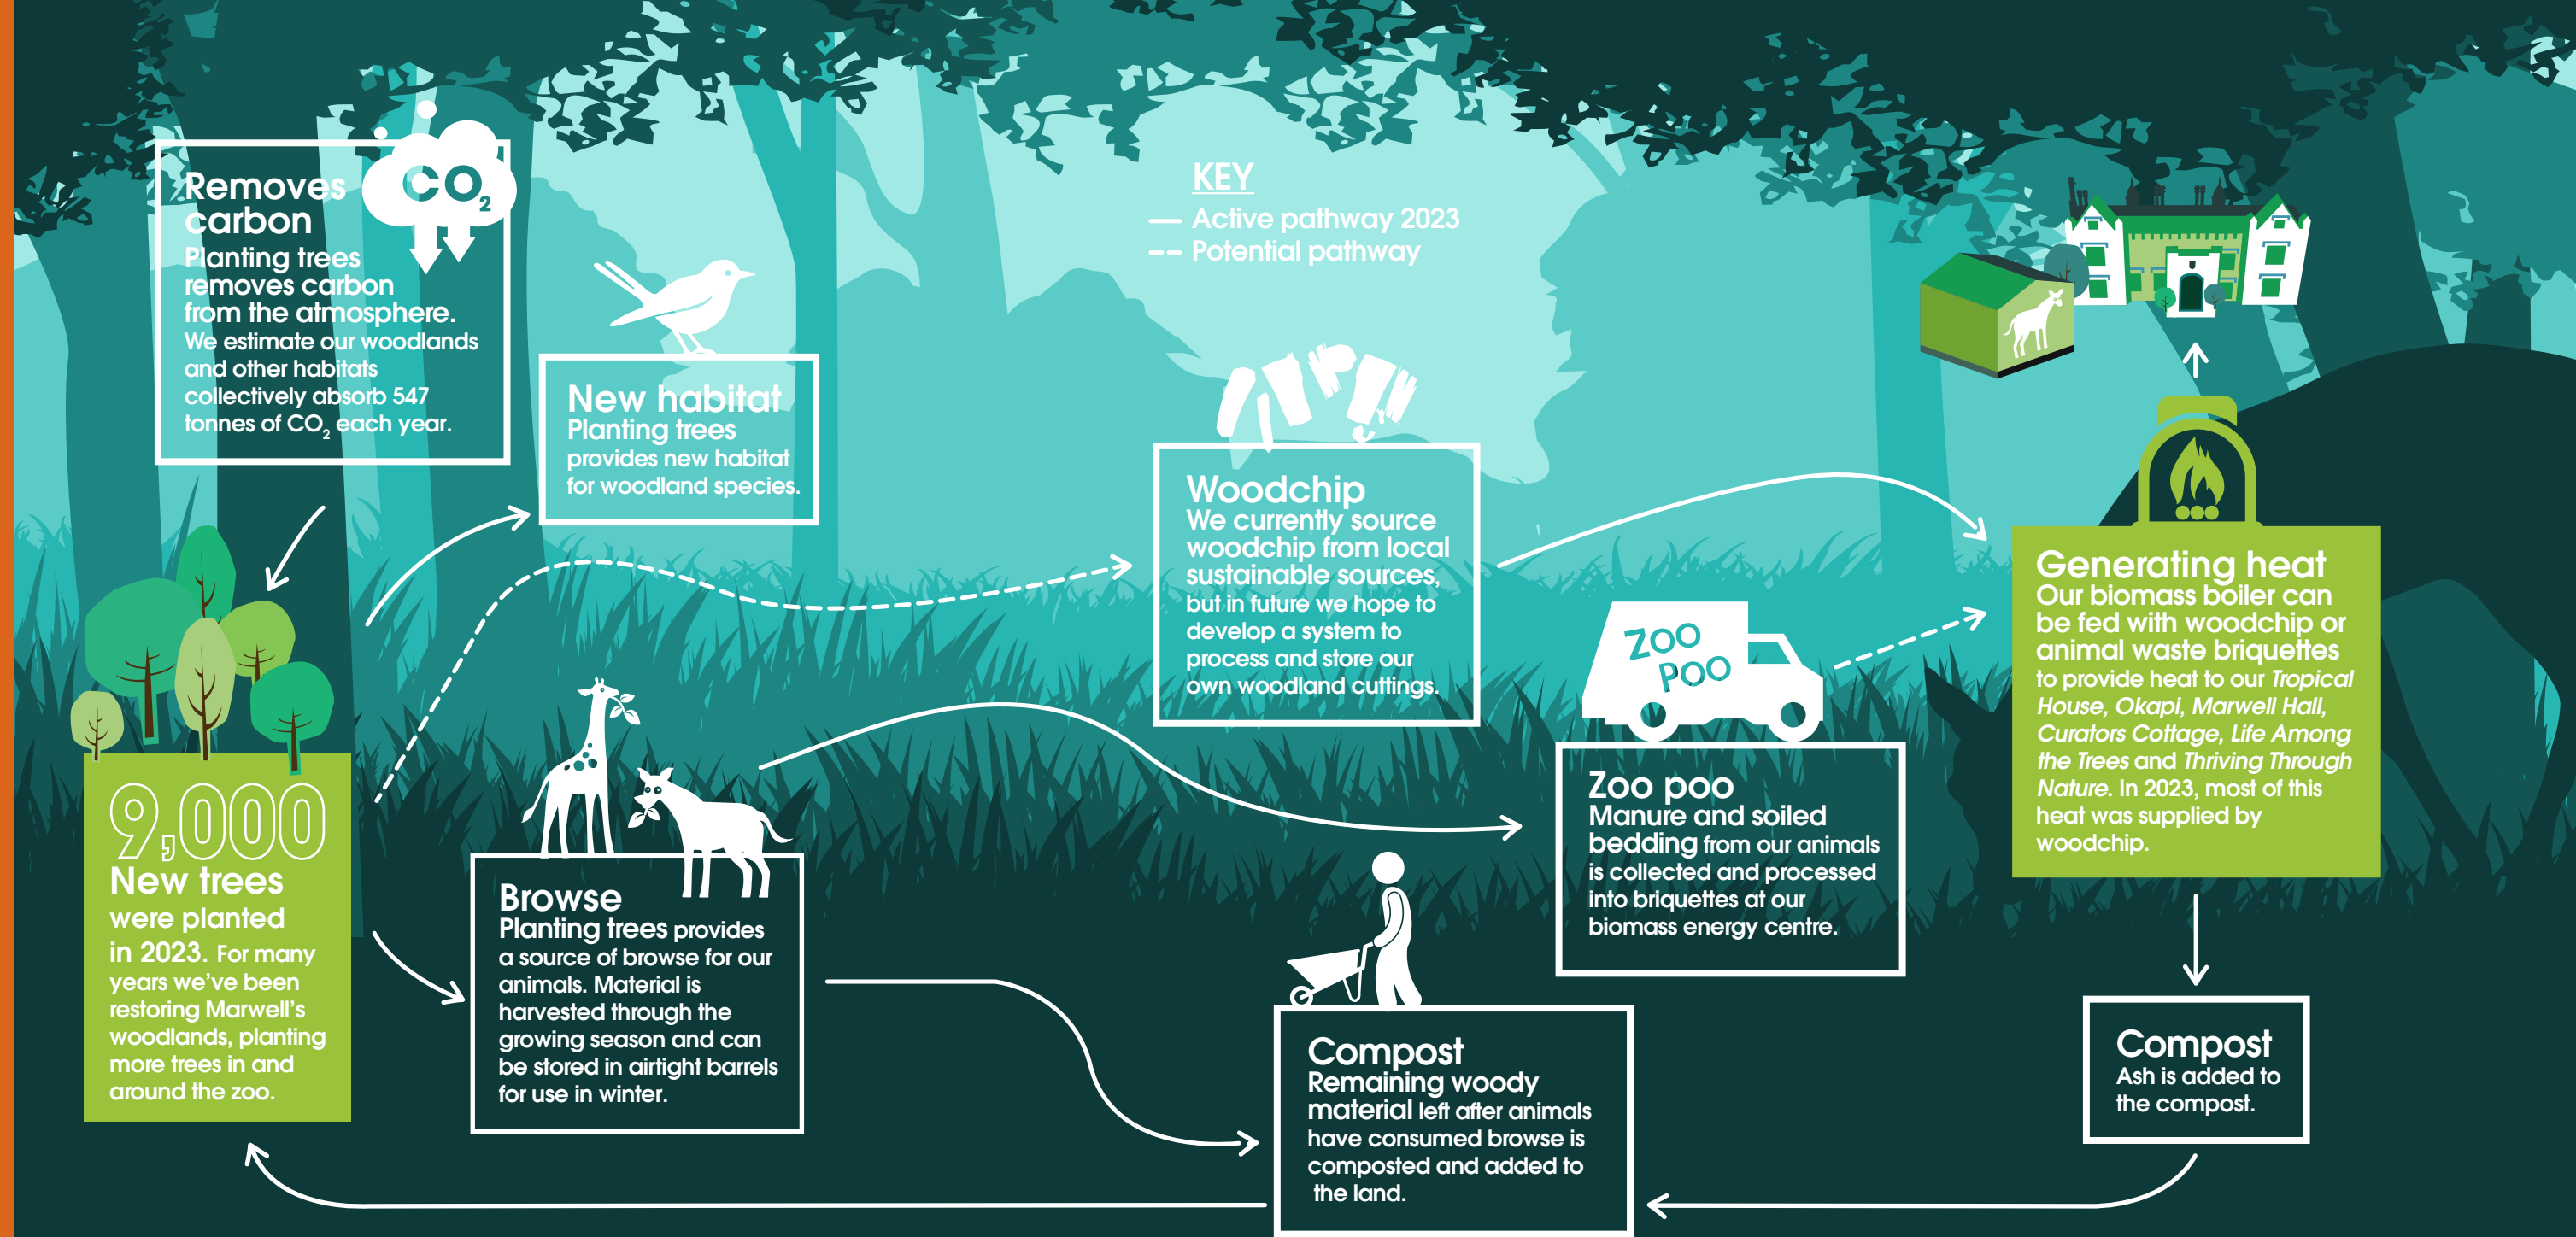 Removes
carbon
CO2
Planting trees
removes carbon
from the atmosphere.
We estimate our woodlands
and other habitats
collectively absorb 547
tonnes of CO2 each year.
New habitat
Planting trees
provides new habitat
for woodland species.
KEY
Active pathway 2023
Potential pathway
Woodchip
We currently source
woodchip from local
sustainable sources,
but in future we hope to
develop a system to
process and store our
own woodland cuttings.
ZOO
POO
Zoo poo
Manure and soiled
bedding from our animals
is collected and processed
into briquettes at our
biomass energy centre.
Generating heat
Our biomass boiler can
be fed with woodchip or
animal waste briquettes
to provide heat to our Tropical
House, Okapi, Marwell Hall,
Curators Cottage, Life Among
the Trees and Thriving Through
Nature. In 2023, most of this
heat was supplied by
woodchip.
9,000
New trees
were planted
in 2023. For many
years we've been
restoring Marwell's
woodlands, planting
more trees in and
around the zoo.
Browse
Planting trees provides
a source of browse for our
animals. Material is
harvested through the
growing season and can
be stored in airtight barrels
for use in winter.
Compost
Remaining woody
material left after animals
have consumed browse is
composted and added to
the land.
Compost
Ash is added to
the compost.